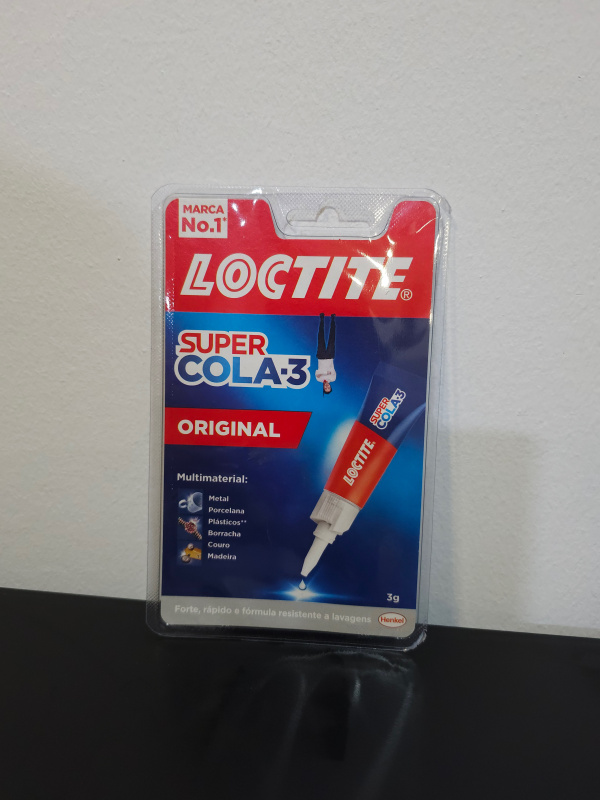 MARCA
No.1*
LOCTITE®
SUPER
COLA-3
ORIGINAL
SUPER
COLA-3
LOCTITE.
Multimaterial:
Metal
Porcelana
Plásticos**
Borracha
Couro
Madeira
3g
Forte, rápido e fórmula resistente a lavagens
Henkel